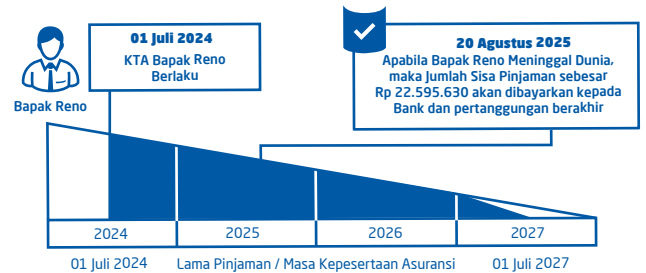 01 Juli 2024
KTA Bapak Reno
Berlaku
Bapak Reno
20 Agustus 2025
Apabila Bapak Reno Meninggal Dunia,
maka Jumlah Sisa Pinjaman sebesar
Rp 22.595.630 akan dibayarkan kepada
Bank dan pertanggungan berakhir
2024
2025
2026
2027
01 Juli 2024
Lama Pinjaman / Masa Kepesertaan Asuransi
01 Juli 2027